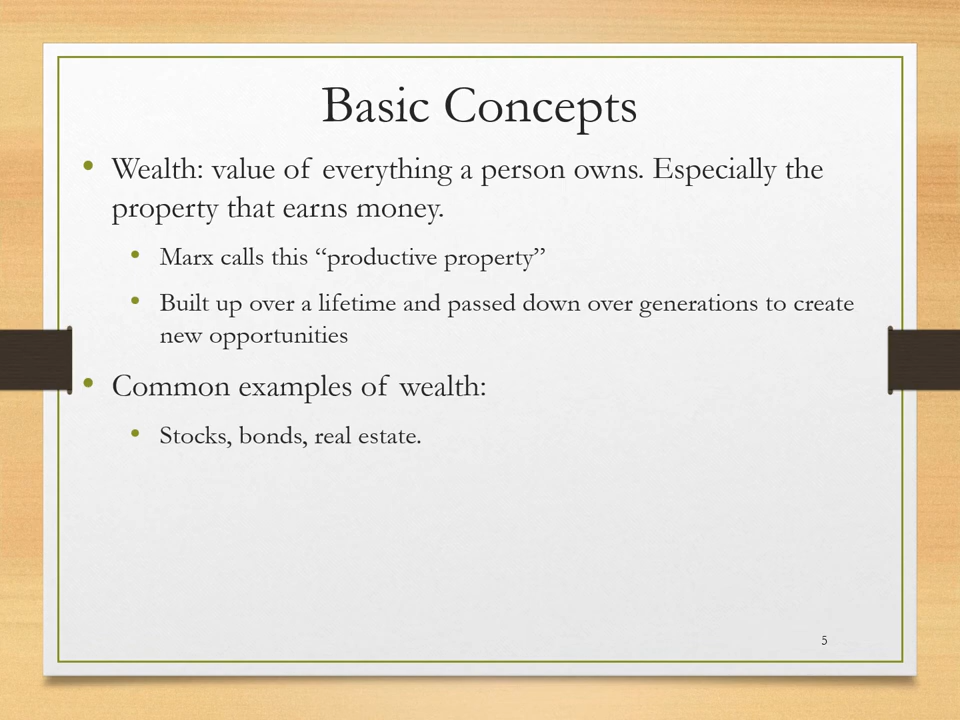 Basic Concepts
• Wealth: value of everything a person owns. Especially the
property that earns money.
• Marx calls this “productive property”
• Built up over a lifetime and passed down over generations to create
new opportunities
• Common examples of wealth:
• Stocks, bonds, real estate.
5